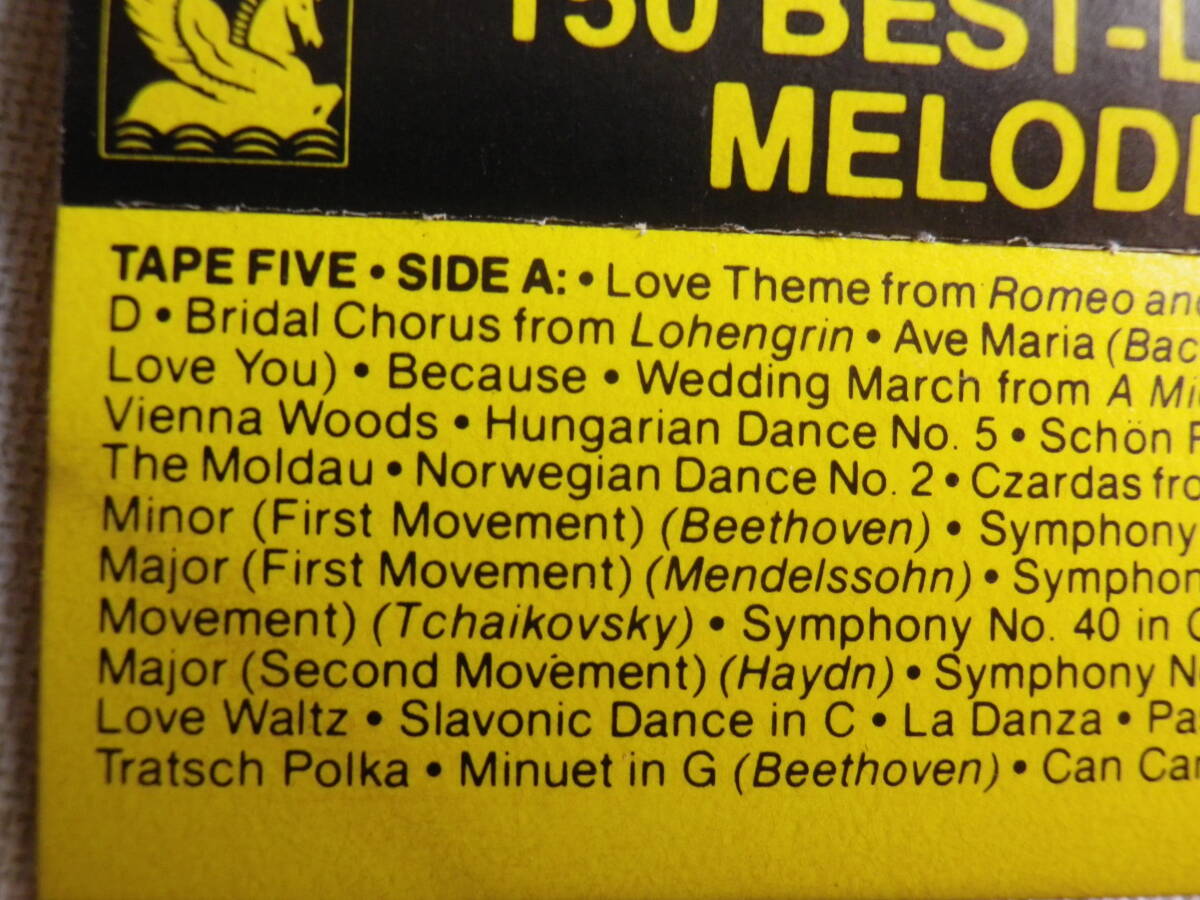 150 BEST-
MELOD
TAPE FIVE • SIDE A: • Love Theme from Romeo an
D • Bridal Chorus from Lohengrin • Ave Maria (Bac
Love You) • Because • Wedding March from A Mi
Vienna Woods • Hungarian Dance No. 5 • Schön
The Moldau • Norwegian Dance No. 2 • Czardas fro
Minor (First Movement) (Beethoven) • Symphony
Major (First Movement) (Mendelssohn) • Symphon
Movement) (Tchaikovsky) • Symphony No. 40 in
Major (Second Movement) (Haydn) • Symphony N
Love Waltz • Slavonic Dance in C • La Danza • Pa
Tratsch Polka • Minuet in G (Beethoven) • Can Ca